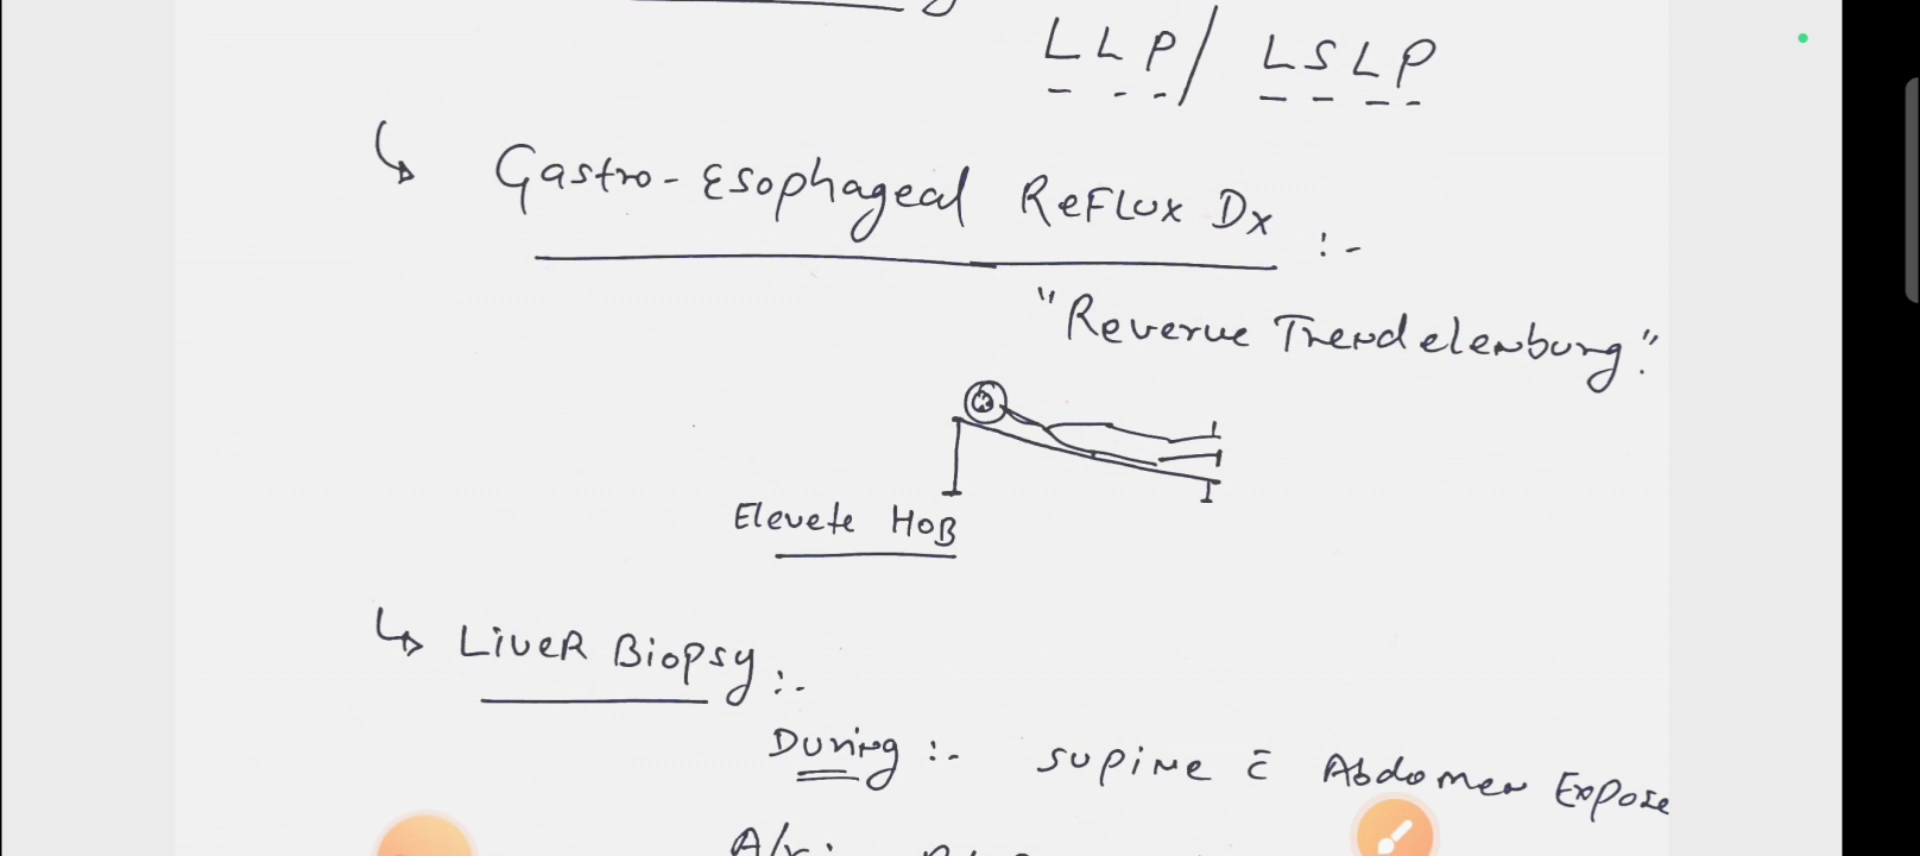 LLP/ LSLP
Gastro-Esophageal Reflux Dx :-
"Reverse Trendelenburg"
Elevate HOB
Liver Biopsy :-
During :- supine c̄ Abdomen Expose